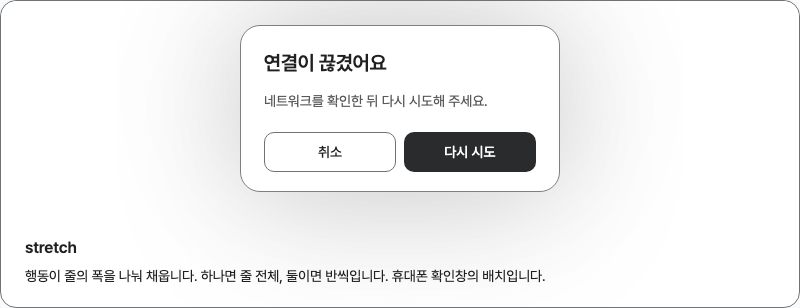 연결이 끊겼어요
네트워크를 확인한 뒤 다시 시도해 주세요.
취소
다시 시도
stretch
행동이 줄의 폭을 나눠 채웁니다. 하나면 줄 전체, 둘이면 반씩입니다. 휴대폰 확인창의 배치입니다.